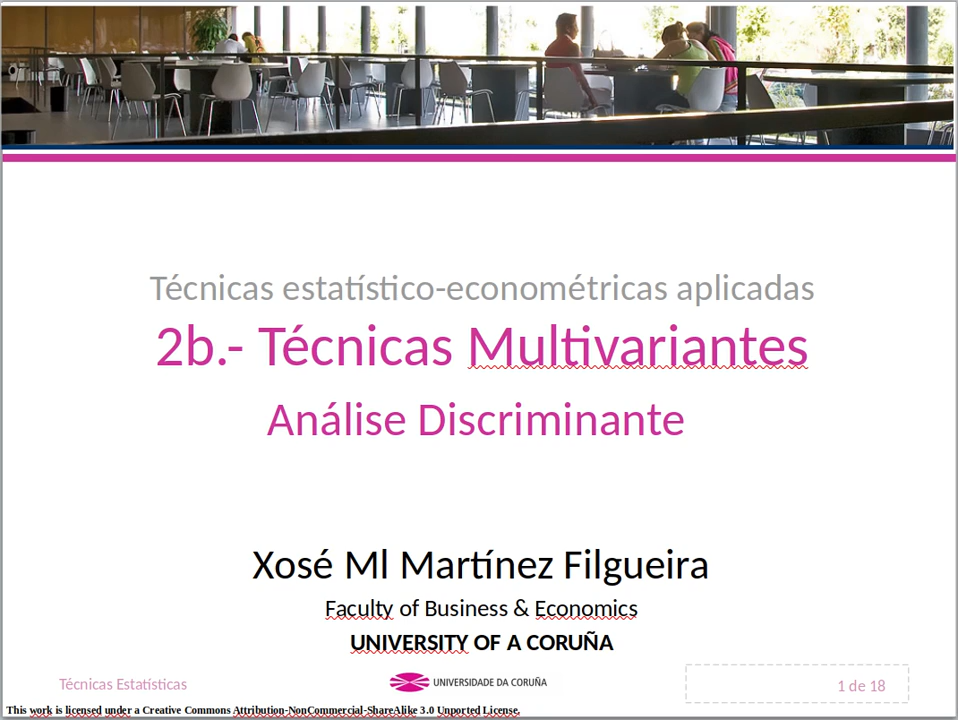 Técnicas estatístico-econométricas aplicadas
2b.- Técnicas Multivariantes
Análise Discriminante
Xosé Ml Martínez Filgueira
Faculty of Business & Economics
UNIVERSITY OF A CORUÑA
Técnicas Estatísticas
UNIVERSIDADE DA CORUÑA
1 de 18
This work is licensed under a Creative Commons Attribution-NonCommercial-ShareAlike 3.0 Unported License.